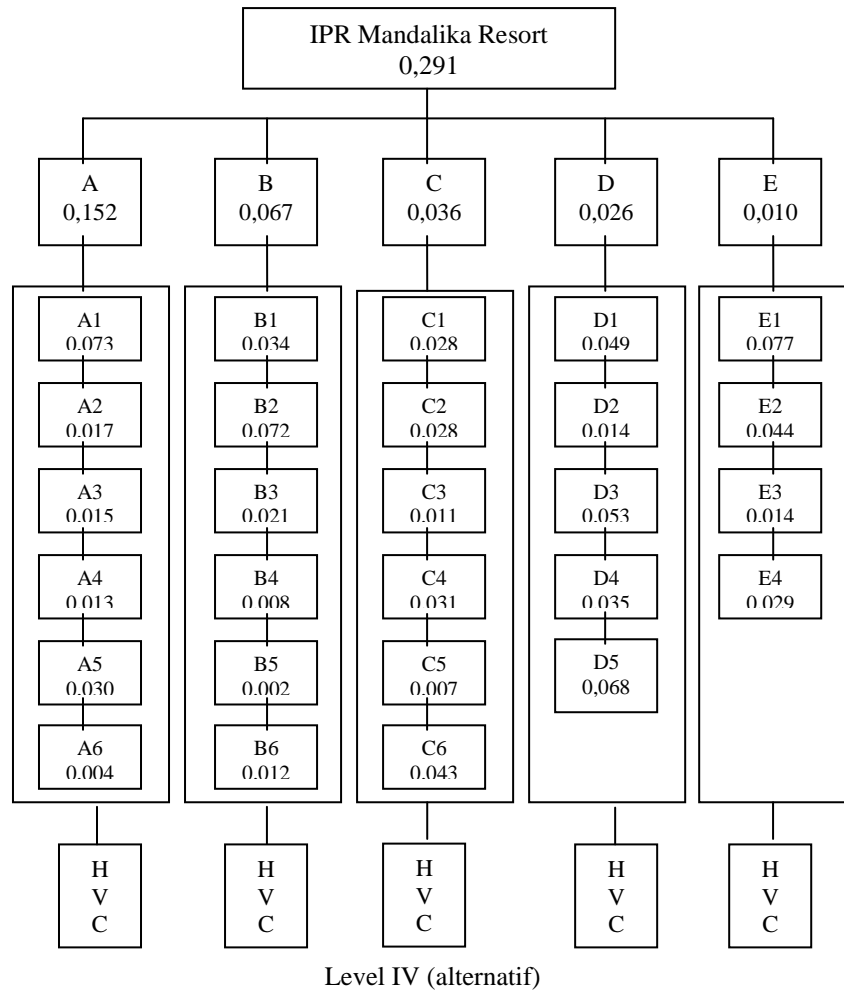 IPR Mandalika Resort
0,291
A
0,152
B
0,067
C
0,036
D
0,026
E
0,010
A1
0,073
A2
0,017
A3
0,015
A4
0,013
A5
0,030
A6
0,004
B1
0,034
B2
0,072
B3
0,021
B4
0,008
B5
0,002
B6
0,012
C1
0,028
C2
0,028
C3
0,011
C4
0,031
C5
0,007
C6
0,043
D1
0,049
D2
0,014
D3
0,053
D4
0,035
D5
0,068
E1
0,077
E2
0,044
E3
0,014
E4
0,029
H
V
C
H
V
C
H
V
C
H
V
C
H
V
C
Level IV (alternatif)